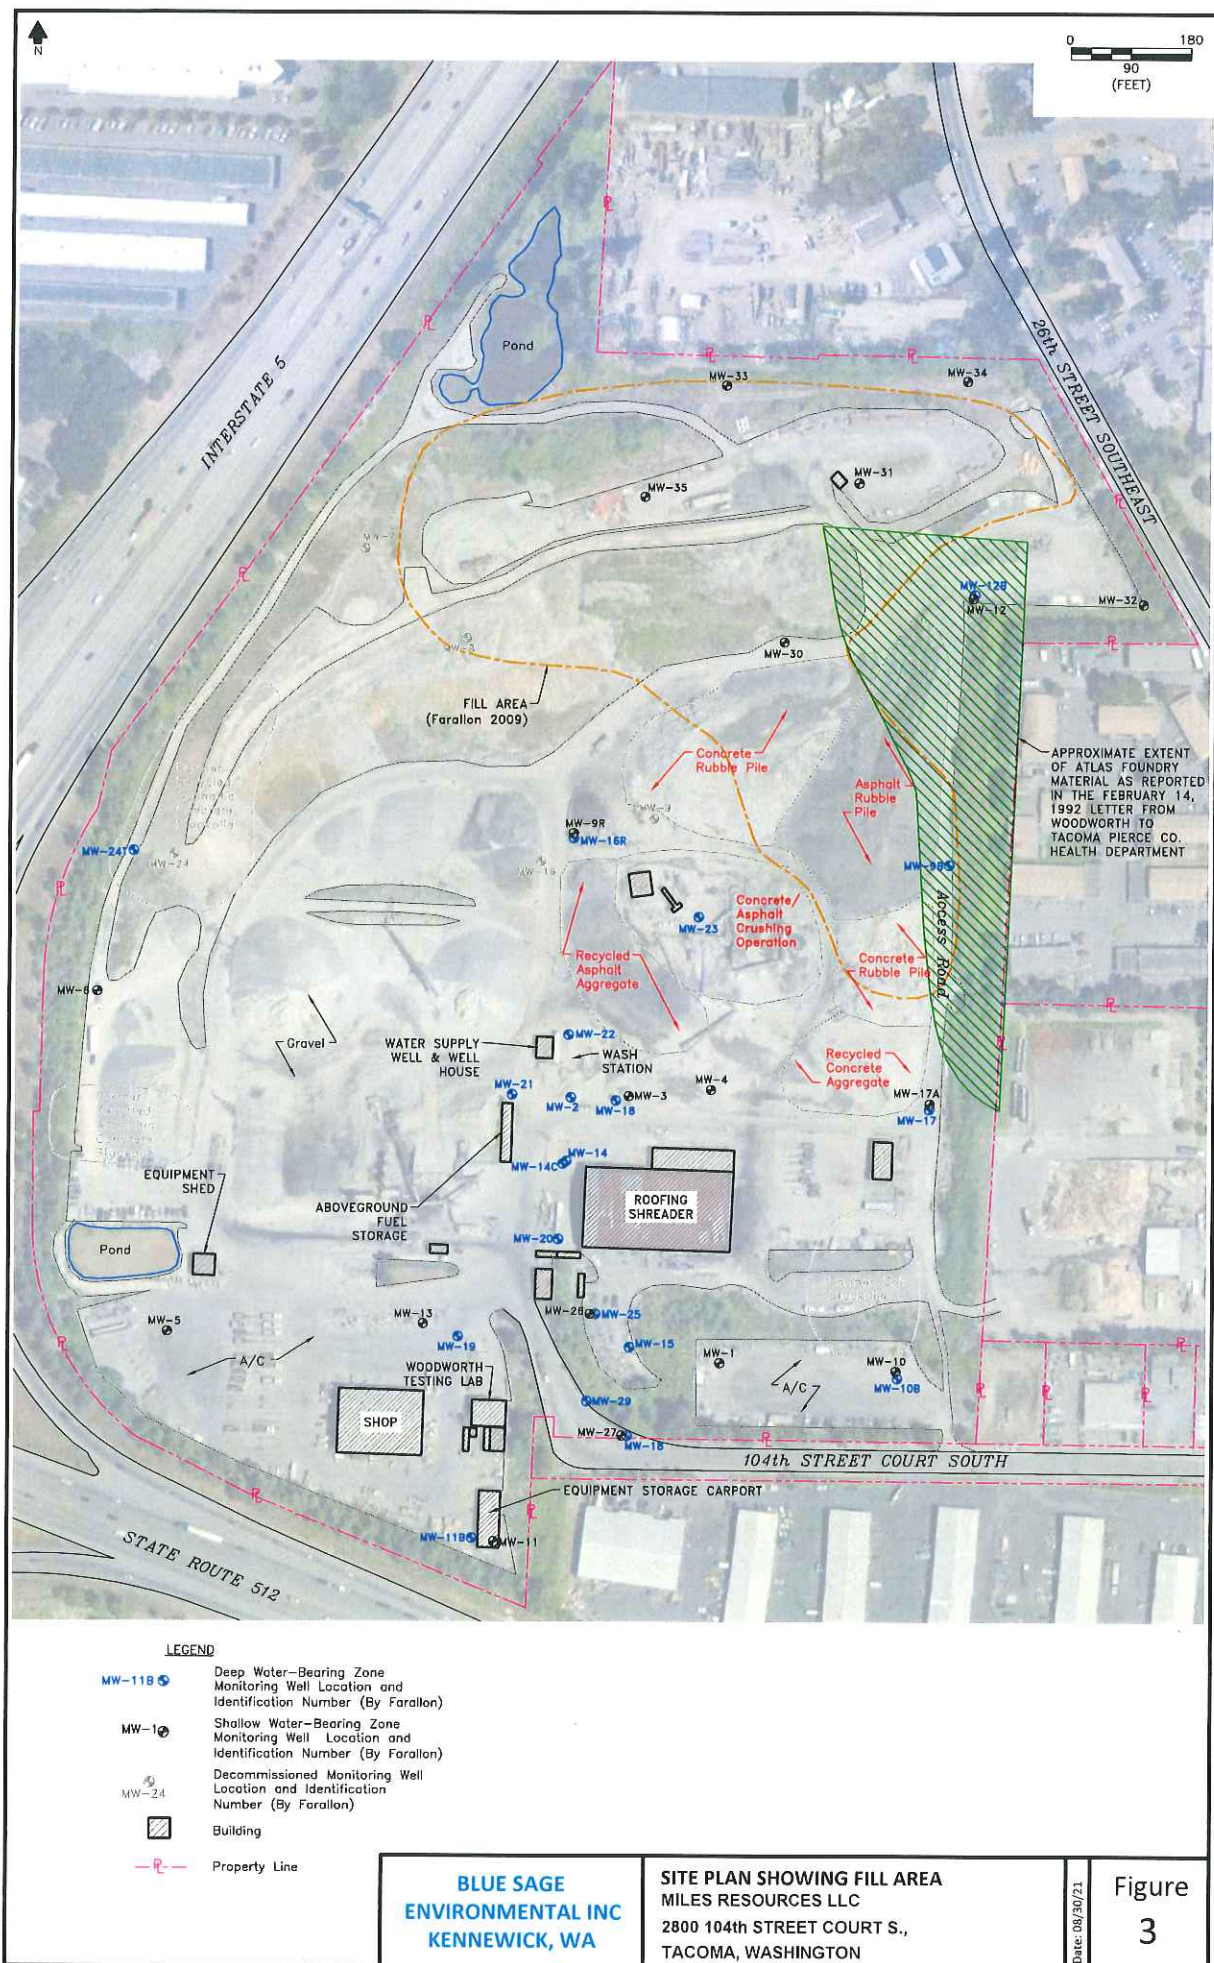 N
0 180
90
(FEET)
INTERSTATE 5
26th STREET SOUTHEAST
Pond
MW-33
MW-34
MW-31
MW-35
MW-7
MW-12B
MW-12
MW-32
MW-8
MW-30
FILL AREA
(Farallon 2009)
Concrete
Rubble Pile
Asphalt
Rubble
Pile
APPROXIMATE EXTENT
OF ATLAS FOUNDRY
MATERIAL AS REPORTED
IN THE FEBRUARY 14,
1992 LETTER FROM
WOODWORTH TO
TACOMA PIERCE CO.
HEALTH DEPARTMENT
MW-9
MW-9R
MW-16R
MW-24T
MW-24
MW-16
MW-9B
MW-23
Concrete/
Asphalt
Crushing
Operation
Access Road
Recycled
Asphalt
Aggregate
Concrete
Rubble Pile
MW-6
Gravel
WATER SUPPLY
WELL & WELL
HOUSE
MW-22
WASH
STATION
Recycled
Concrete
Aggregate
MW-21
MW-2
MW-18
MW-3
MW-4
MW-17A
MW-17
MW-14
MW-14C
EQUIPMENT
SHED
ABOVEGROUND
FUEL
STORAGE
ROOFING
SHREADER
MW-20
Pond
MW-5
MW-13
MW-19
MW-26
MW-25
MW-15
MW-1
MW-10
MW-10B
A/C
A/C
WOODWORTH
TESTING LAB
SHOP
MW-29
MW-27
MW-18
104th STREET COURT SOUTH
EQUIPMENT STORAGE CARPORT
MW-11B
MW-11
STATE ROUTE 512
PL
LEGEND
MW-11B
Deep Water-Bearing Zone
Monitoring Well Location and
Identification Number (By Farallon)
MW-1
Shallow Water-Bearing Zone
Monitoring Well Location and
Identification Number (By Farallon)
MW-24
Decommissioned Monitoring Well
Location and Identification
Number (By Farallon)
Building
PL Property Line
BLUE SAGE
ENVIRONMENTAL INC
KENNEWICK, WA
SITE PLAN SHOWING FILL AREA
MILES RESOURCES LLC
2800 104th STREET COURT S.,
TACOMA, WASHINGTON
Date: 08/30/21
Figure
3